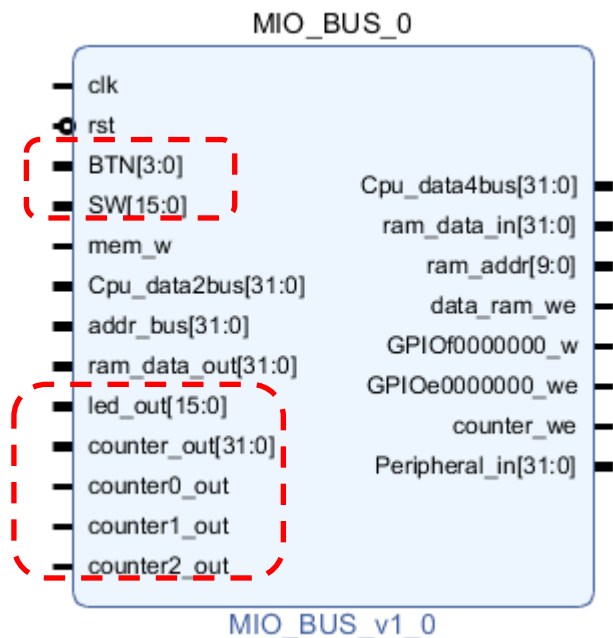 MIO_BUS_0
clk
rst
BTN[3:0]
SW[15:0]
mem_w
Cpu_data2bus[31:0]
addr_bus[31:0]
ram_data_out[31:0]
led_out[15:0]
counter_out[31:0]
counter0_out
counter1_out
counter2_out
Cpu_data4bus[31:0]
ram_data_in[31:0]
ram_addr[9:0]
data_ram_we
GPIOf0000000_w
GPIOe0000000_we
counter_we
Peripheral_in[31:0]
MIO_BUS_v1_0